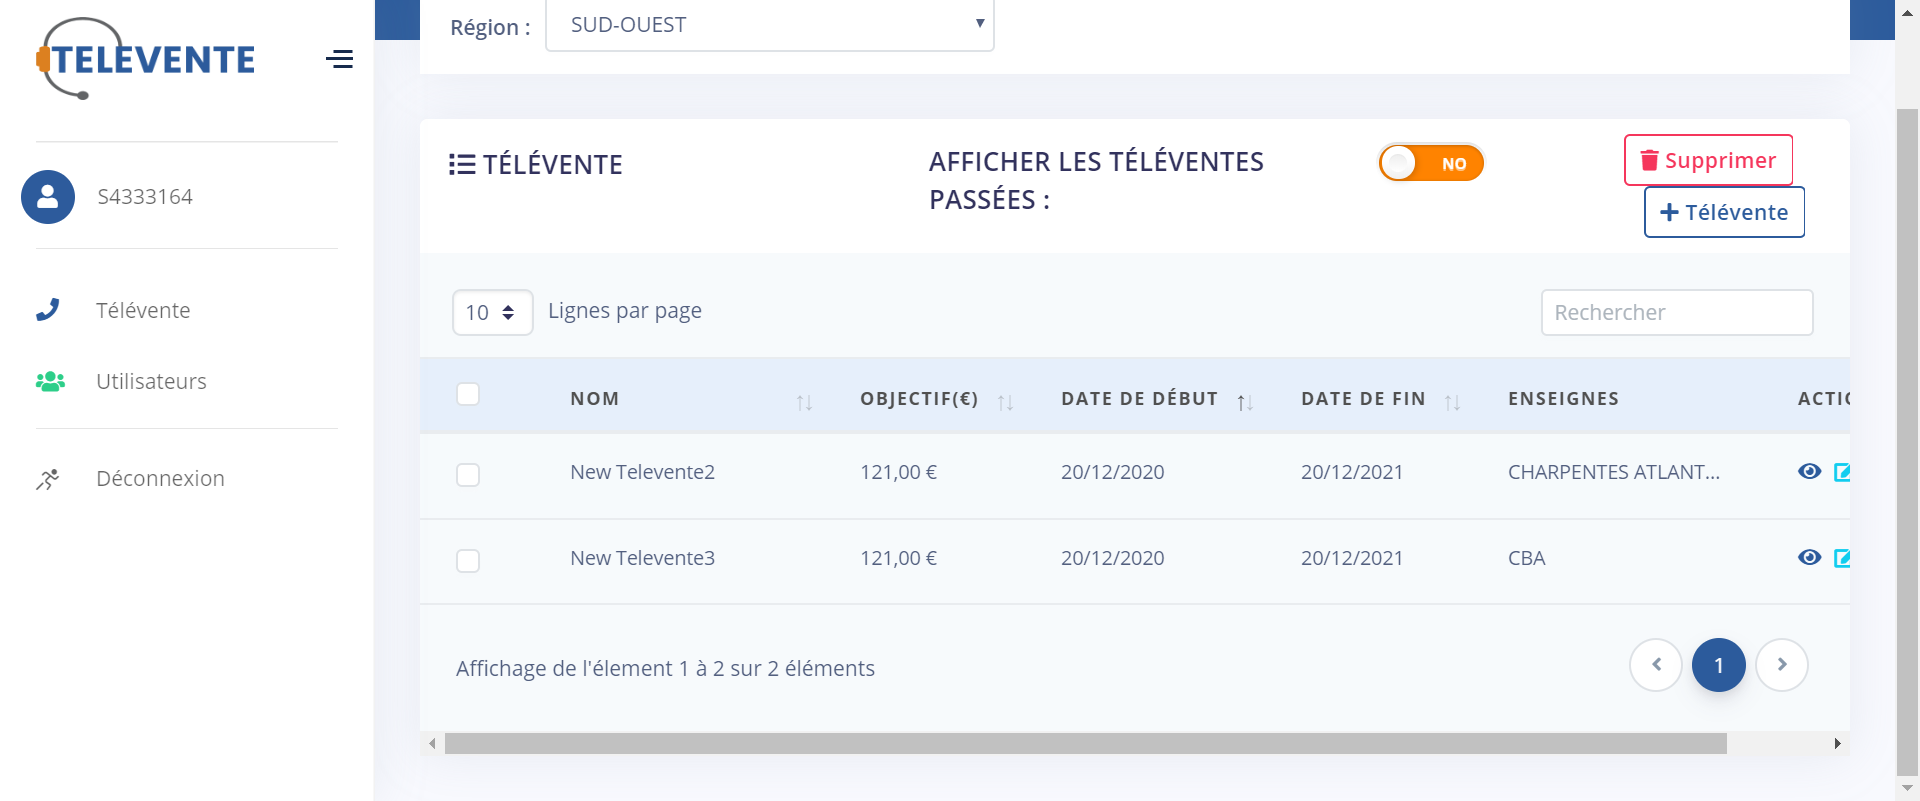 TELEVENTE
S4333164
Télévente
Utilisateurs
Déconnexion
Région : SUD-OUEST
TÉLÉVENTE
AFFICHER LES TÉLÉVENTES
PASSÉES :
NO
Supprimer
Télévente
10 Lignes par page
Rechercher
NOM OBJECTIF(€) DATE DE DÉBUT DATE DE FIN ENSEIGNES ACTIC
New Televente2 121,00 € 20/12/2020 20/12/2021 CHARPENTES ATLANT...
New Televente3 121,00 € 20/12/2020 20/12/2021 CBA
Affichage de l'élement 1 à 2 sur 2 éléments
1